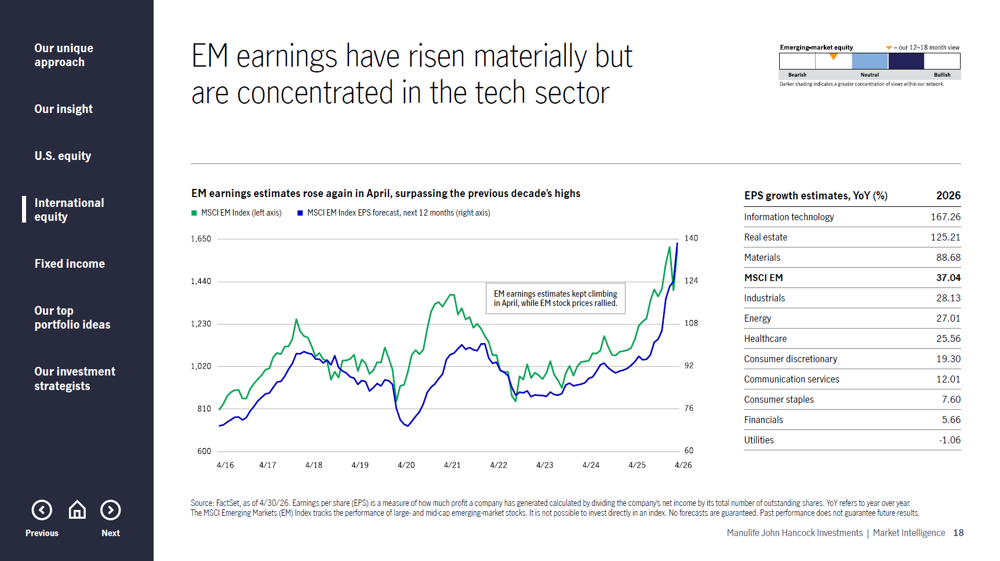 Our unique
approach
Our insight
U.S. equity
International
equity
Fixed income
Our top
portfolio ideas
Our investment
strategists
Previous
Next
EM earnings have risen materially but
are concentrated in the tech sector
Emerging-market equity
= our 12–18 month view
Bearish
Neutral
Bullish
Darker shading indicates a greater concentration of views within our network.
EM earnings estimates rose again in April, surpassing the previous decade's highs
MSCI EM Index (left axis)
MSCI EM Index EPS forecast, next 12 months (right axis)
1,650
1,440
1,230
1,020
810
600
140
124
108
92
76
60
EM earnings estimates kept climbing
in April, while EM stock prices rallied.
4/16 4/17 4/18 4/19 4/20 4/21 4/22 4/23 4/24 4/25 4/26
EPS growth estimates, YoY (%) 2026
Information technology 167.26
Real estate 125.21
Materials 88.68
MSCI EM 37.04
Industrials 28.13
Energy 27.01
Healthcare 25.56
Consumer discretionary 19.30
Communication services 12.01
Consumer staples 7.60
Financials 5.66
Utilities -1.06
Source: FactSet, as of 4/30/26. Earnings per share (EPS) is a measure of how much profit a company has generated calculated by dividing the company's net income by its total number of outstanding shares. YoY refers to year over year.
The MSCI Emerging Markets (EM) Index tracks the performance of large- and mid-cap emerging-market stocks. It is not possible to invest directly in an index. No forecasts are guaranteed. Past performance does not guarantee future results.
Manulife John Hancock Investments | Market Intelligence 18